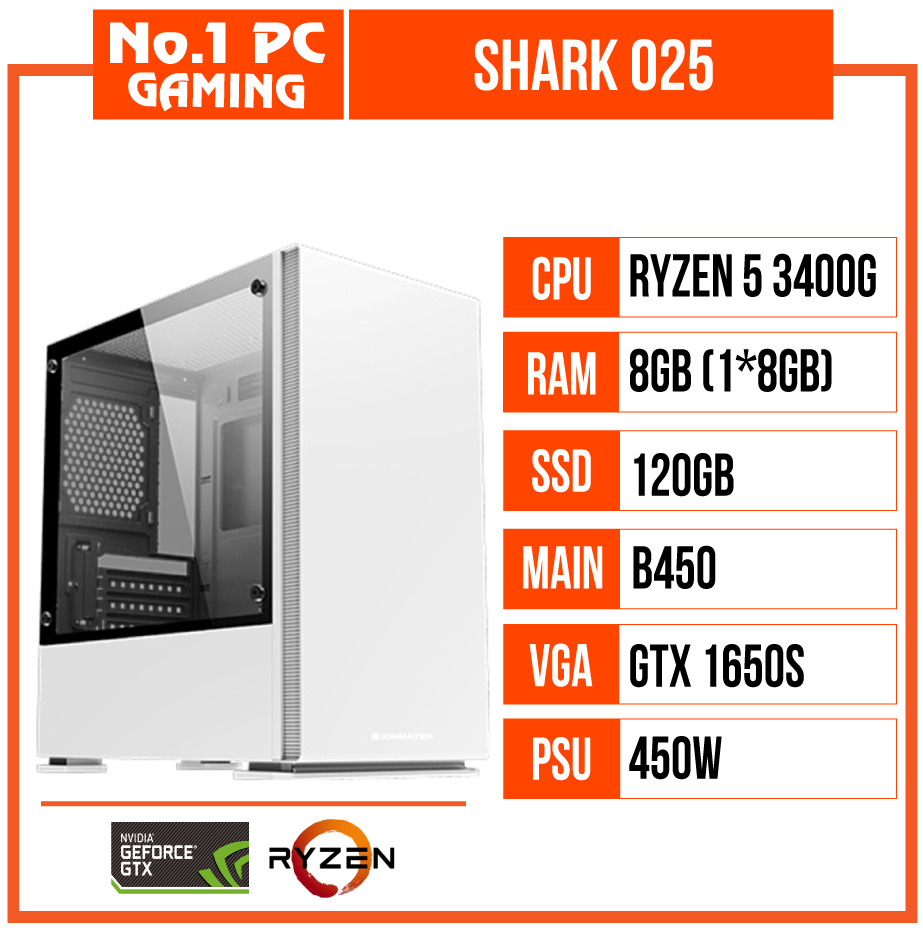 No.1 PC
GAMING
SHARK 025
CPU RYZEN 5 3400G
RAM 8GB (1*8GB)
SSD 120GB
MAIN B450
VGA GTX 1650S
PSU 450W
XIGMATEK
NVIDIA
GEFORCE
GTX
RYZEN